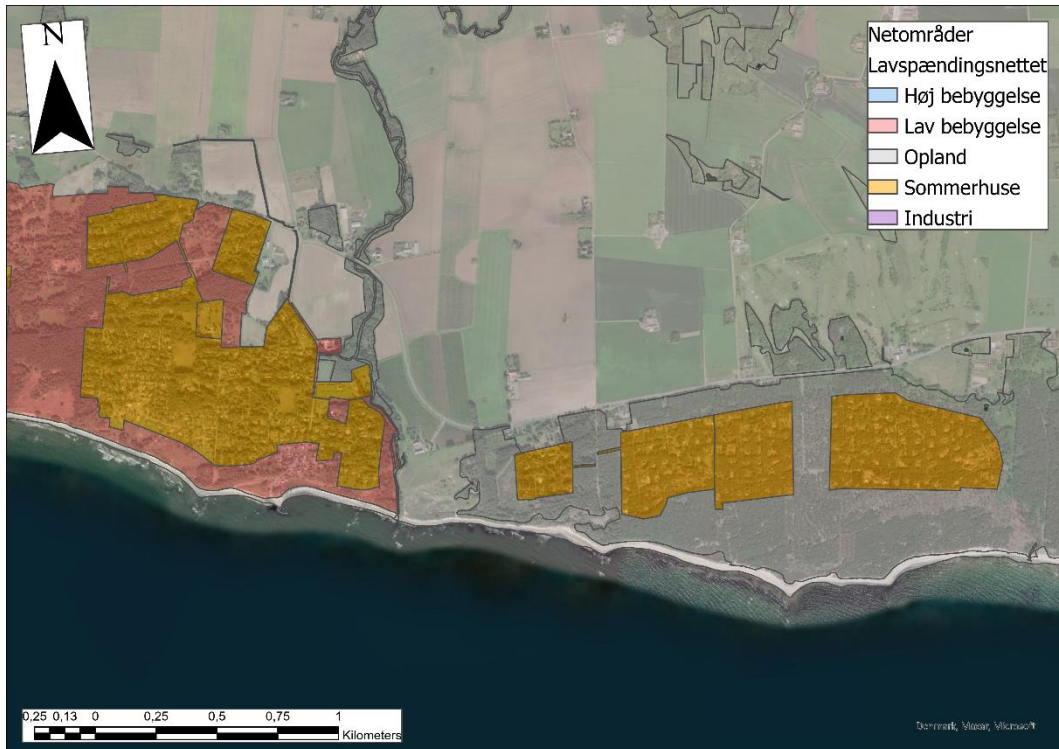 N
Netområder
Lavspændingsnettet
Høj bebyggelse
Lav bebyggelse
Opland
Sommerhuse
Industri
0,25 0,13 0 0,25 0,5 0,75 1
Kilometers
Denmark, Maxar, Microsoft